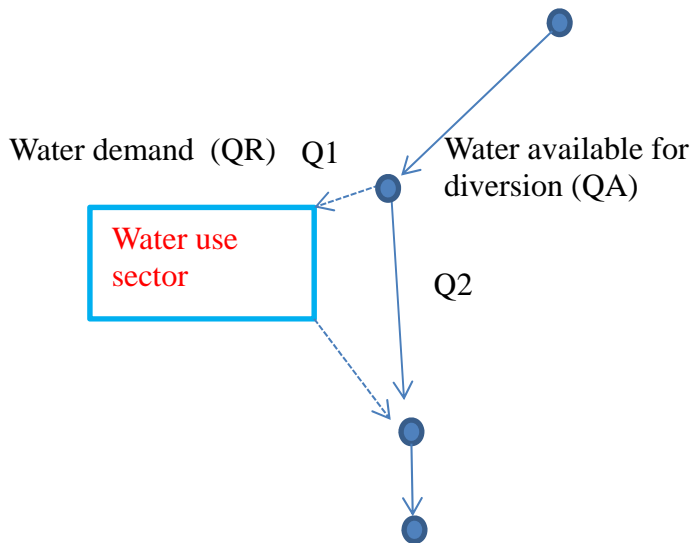 Water demand  (QR)
Q1
Water available for
diversion (QA)
Water use
sector
Q2